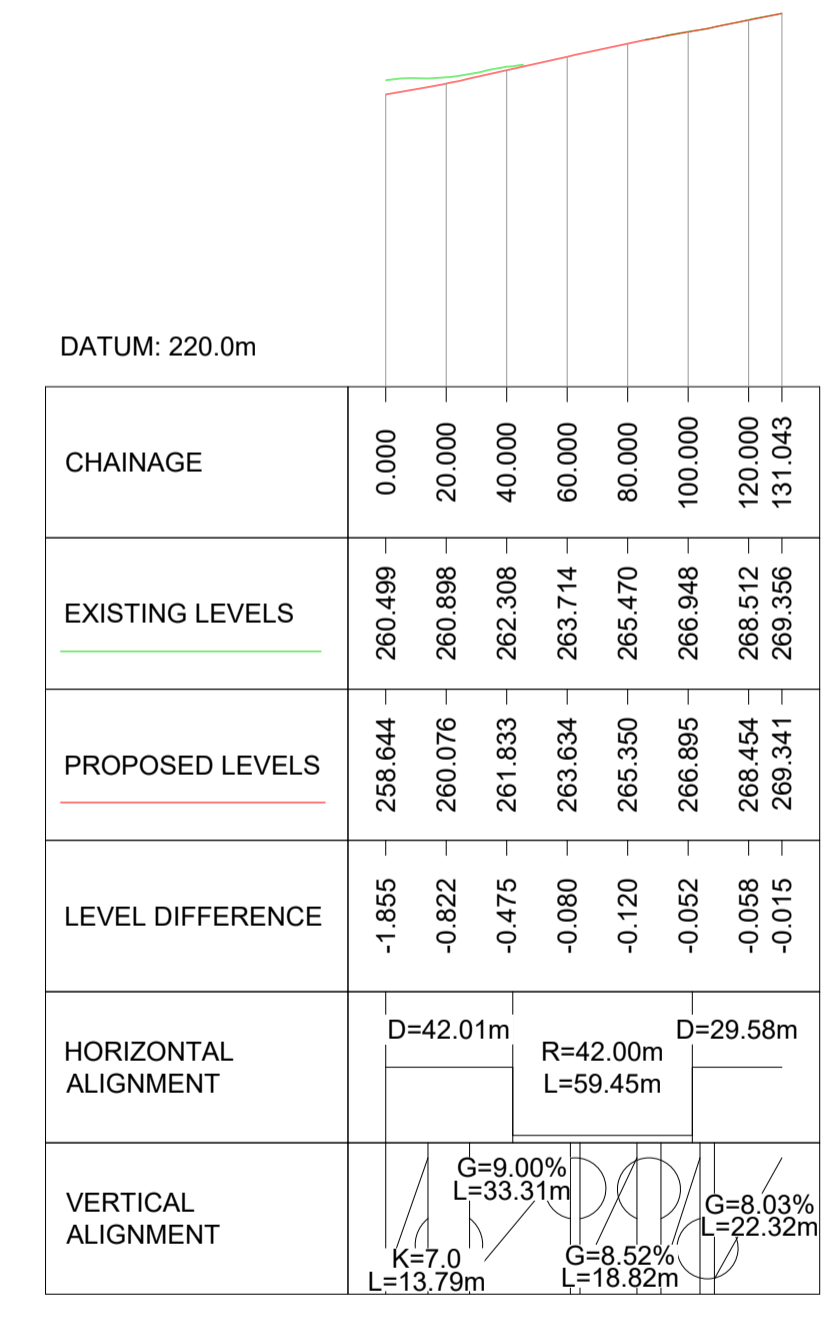 DATUM: 220.0m
CHAINAGE
0.000
20.000
40.000
60.000
80.000
100.000
120.000
131.043
EXISTING LEVELS
260.499
260.898
262.308
263.714
265.470
266.948
268.512
269.356
PROPOSED LEVELS
258.644
260.076
261.833
263.634
265.350
266.895
268.454
269.341
LEVEL DIFFERENCE
-1.855
-0.822
-0.475
-0.080
-0.120
-0.052
-0.058
-0.015
HORIZONTAL
ALIGNMENT
D=42.01m
R=42.00m
L=59.45m
D=29.58m
VERTICAL
ALIGNMENT
K=7.0
L=13.79m
G=9.00%
L=33.31m
G=8.52%
L=18.82m
G=8.03%
L=22.32m